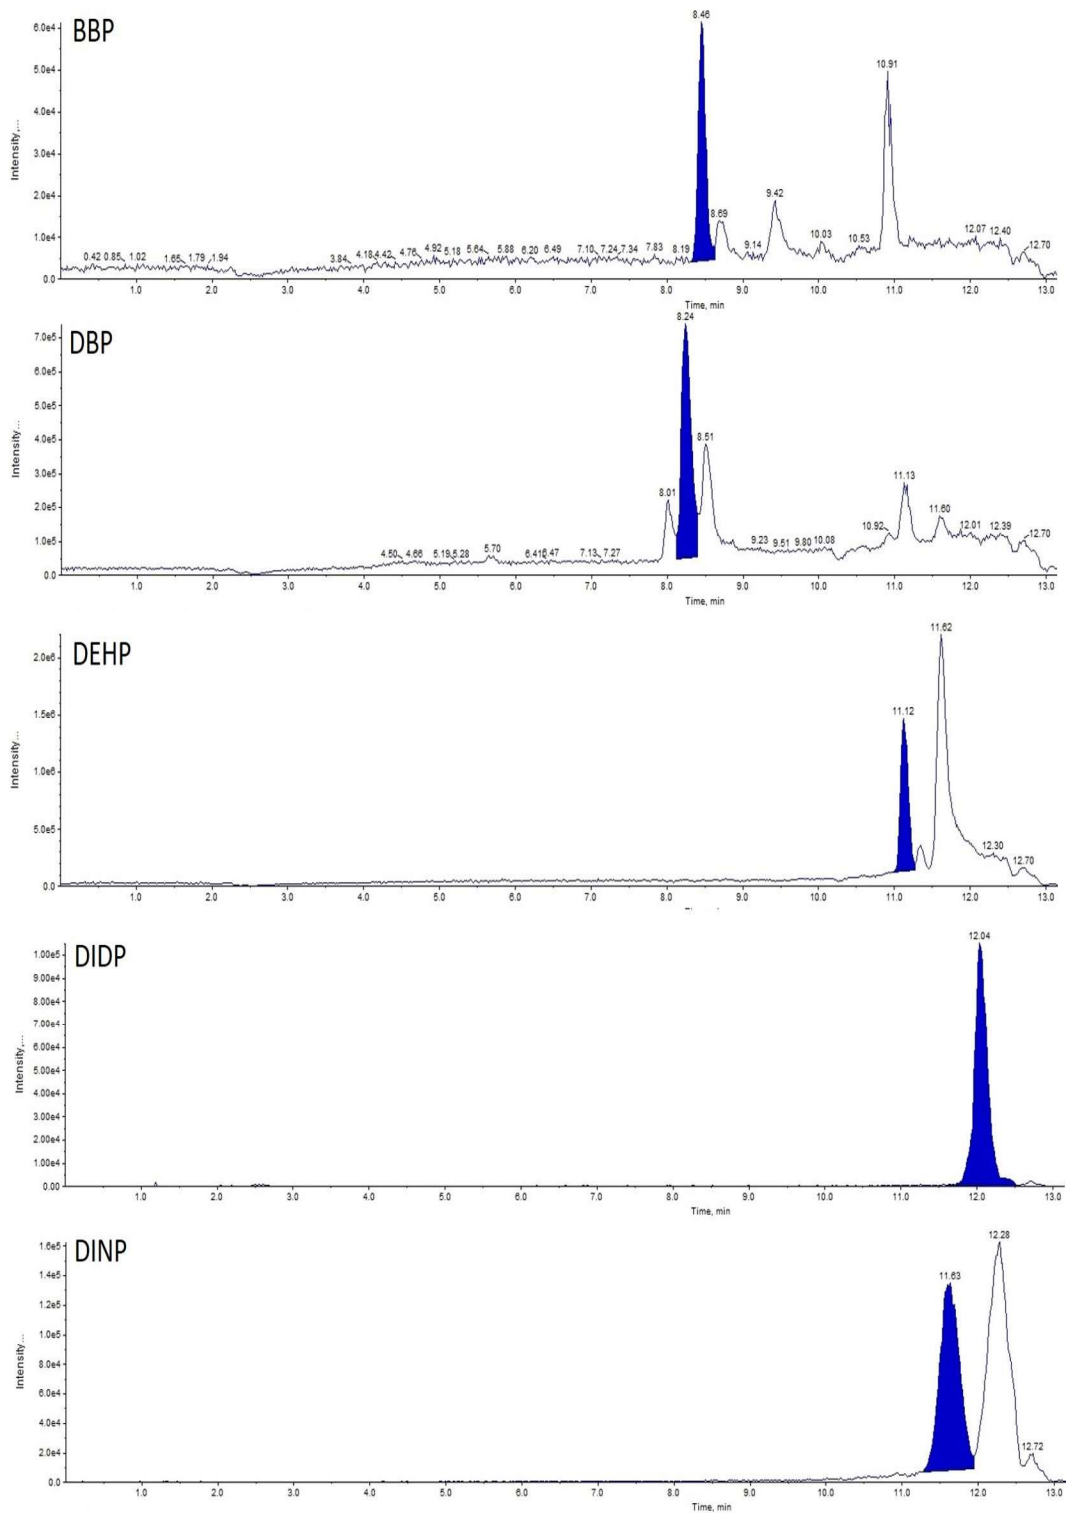 BBP
8.46
6.0e4
5.0e4
4.0e4
3.0e4
2.0e4
1.0e4
0.0
Intensity,...
10.91
9.42
8.69
0.42 0.85 1.02 1.65 1.79 1.94 3.84 4.18 4.42 4.76 4.92 5.18 5.64 5.88 6.20 6.49 7.10 7.24 7.34 7.83 8.19 9.14 10.03 10.53 12.07 12.40 12.70
1.0 2.0 3.0 4.0 5.0 6.0 7.0 8.0 9.0 10.0 11.0 12.0 13.0
Time, min
DBP
8.24
7.0e5
6.0e5
5.0e5
4.0e5
3.0e5
2.0e5
1.0e5
0.0
Intensity...
8.51
8.01
11.13
11.60
4.50 4.66 5.19 5.28 5.70 6.41 6.47 7.13 7.27 9.23 9.51 9.80 10.08 10.92 12.01 12.39 12.70
1.0 2.0 3.0 4.0 5.0 6.0 7.0 8.0 9.0 10.0 11.0 12.0 13.0
Time, min
DEHP
11.62
2.0e6
1.5e6
1.0e6
5.0e5
0.0
Intensity...
11.12
12.30
12.70
1.0 2.0 3.0 4.0 5.0 6.0 7.0 8.0 9.0 10.0 11.0 12.0 13.0
DIDP
12.04
1.00e5
9.00e4
8.00e4
7.00e4
6.00e4
5.00e4
4.00e4
3.00e4
2.00e4
1.00e4
0.00
Intensity,...
1.0 2.0 3.0 4.0 5.0 6.0 7.0 8.0 9.0 10.0 11.0 12.0 13.0
Time, min
DINP
12.28
1.6e5
1.4e5
1.2e5
1.0e5
8.0e4
6.0e4
4.0e4
2.0e4
0.0
Intensity...
11.63
12.72
1.0 2.0 3.0 4.0 5.0 6.0 7.0 8.0 9.0 10.0 11.0 12.0 13.0
Time, min